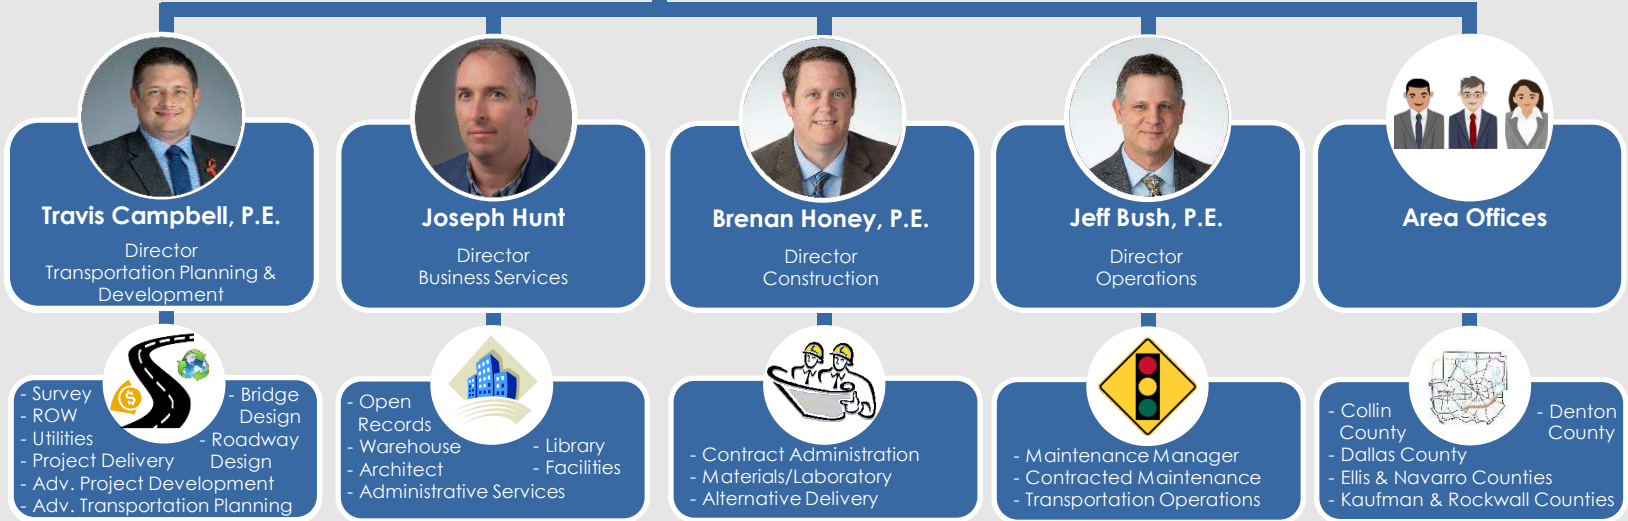 Travis Campbell, P.E.
Director
Transportation Planning &
Development
Joseph Hunt
Director
Business Services
Brenan Honey, P.E.
Director
Construction
Jeff Bush, P.E.
Director
Operations
Area Offices
- Survey
- ROW
- Utilities
- Project Delivery
- Adv. Project Development
- Adv. Transportation Planning
- Bridge
Design
- Roadway
Design
- Open
Records
- Warehouse
- Architect
- Administrative Services
- Library
- Facilities
- Contract Administration
- Materials/Laboratory
- Alternative Delivery
- Maintenance Manager
- Contracted Maintenance
- Transportation Operations
- Collin
County
- Dallas County
- Ellis & Navarro Counties
- Kaufman & Rockwall Counties
- Denton
County